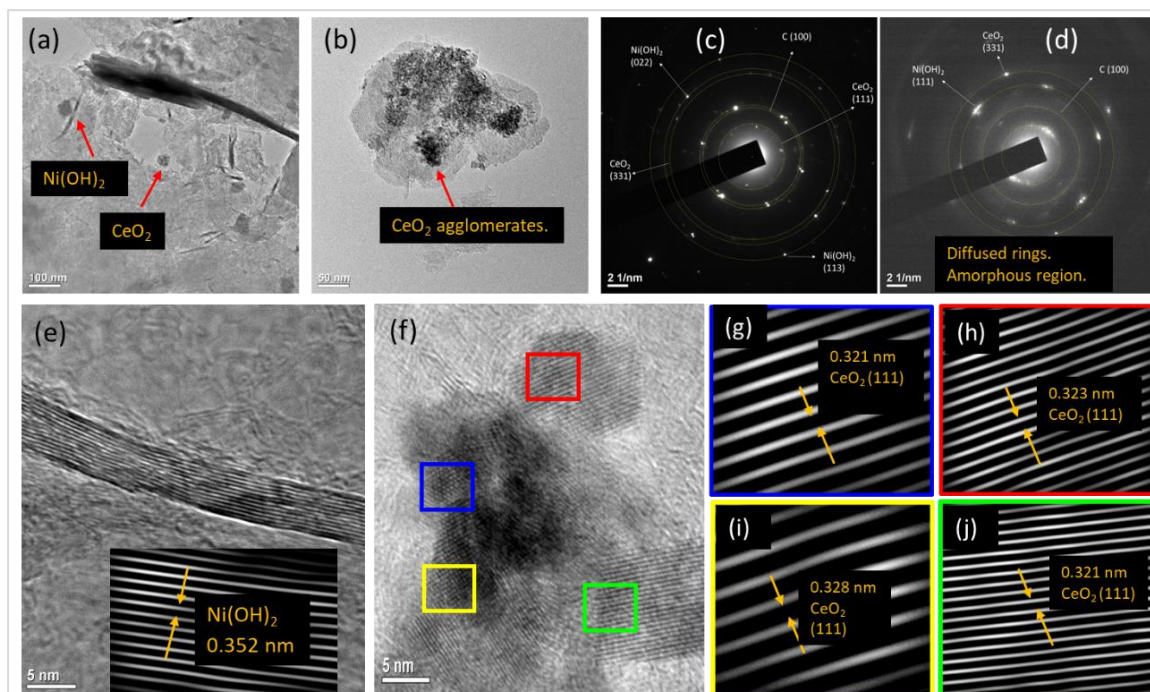 (a)
Ni(OH)₂
CeO₂
100 nm
(b)
CeO₂ agglomerates.
50 nm
(c)
C (100)
Ni(OH)₂
(022)
CeO₂
(111)
CeO₂
(331)
Ni(OH)₂
(113)
2 1/nm
(d)
CeO₂
(331)
Ni(OH)₂
(111)
C (100)
Diffused rings.
Amorphous region.
2 1/nm
(e)
Ni(OH)₂
0.352 nm
5 nm
(f)
5 nm
(g)
0.321 nm
CeO₂ (111)
(h)
0.323 nm
CeO₂ (111)
(i)
0.328 nm
CeO₂
(111)
(j)
0.321 nm
CeO₂ (111)